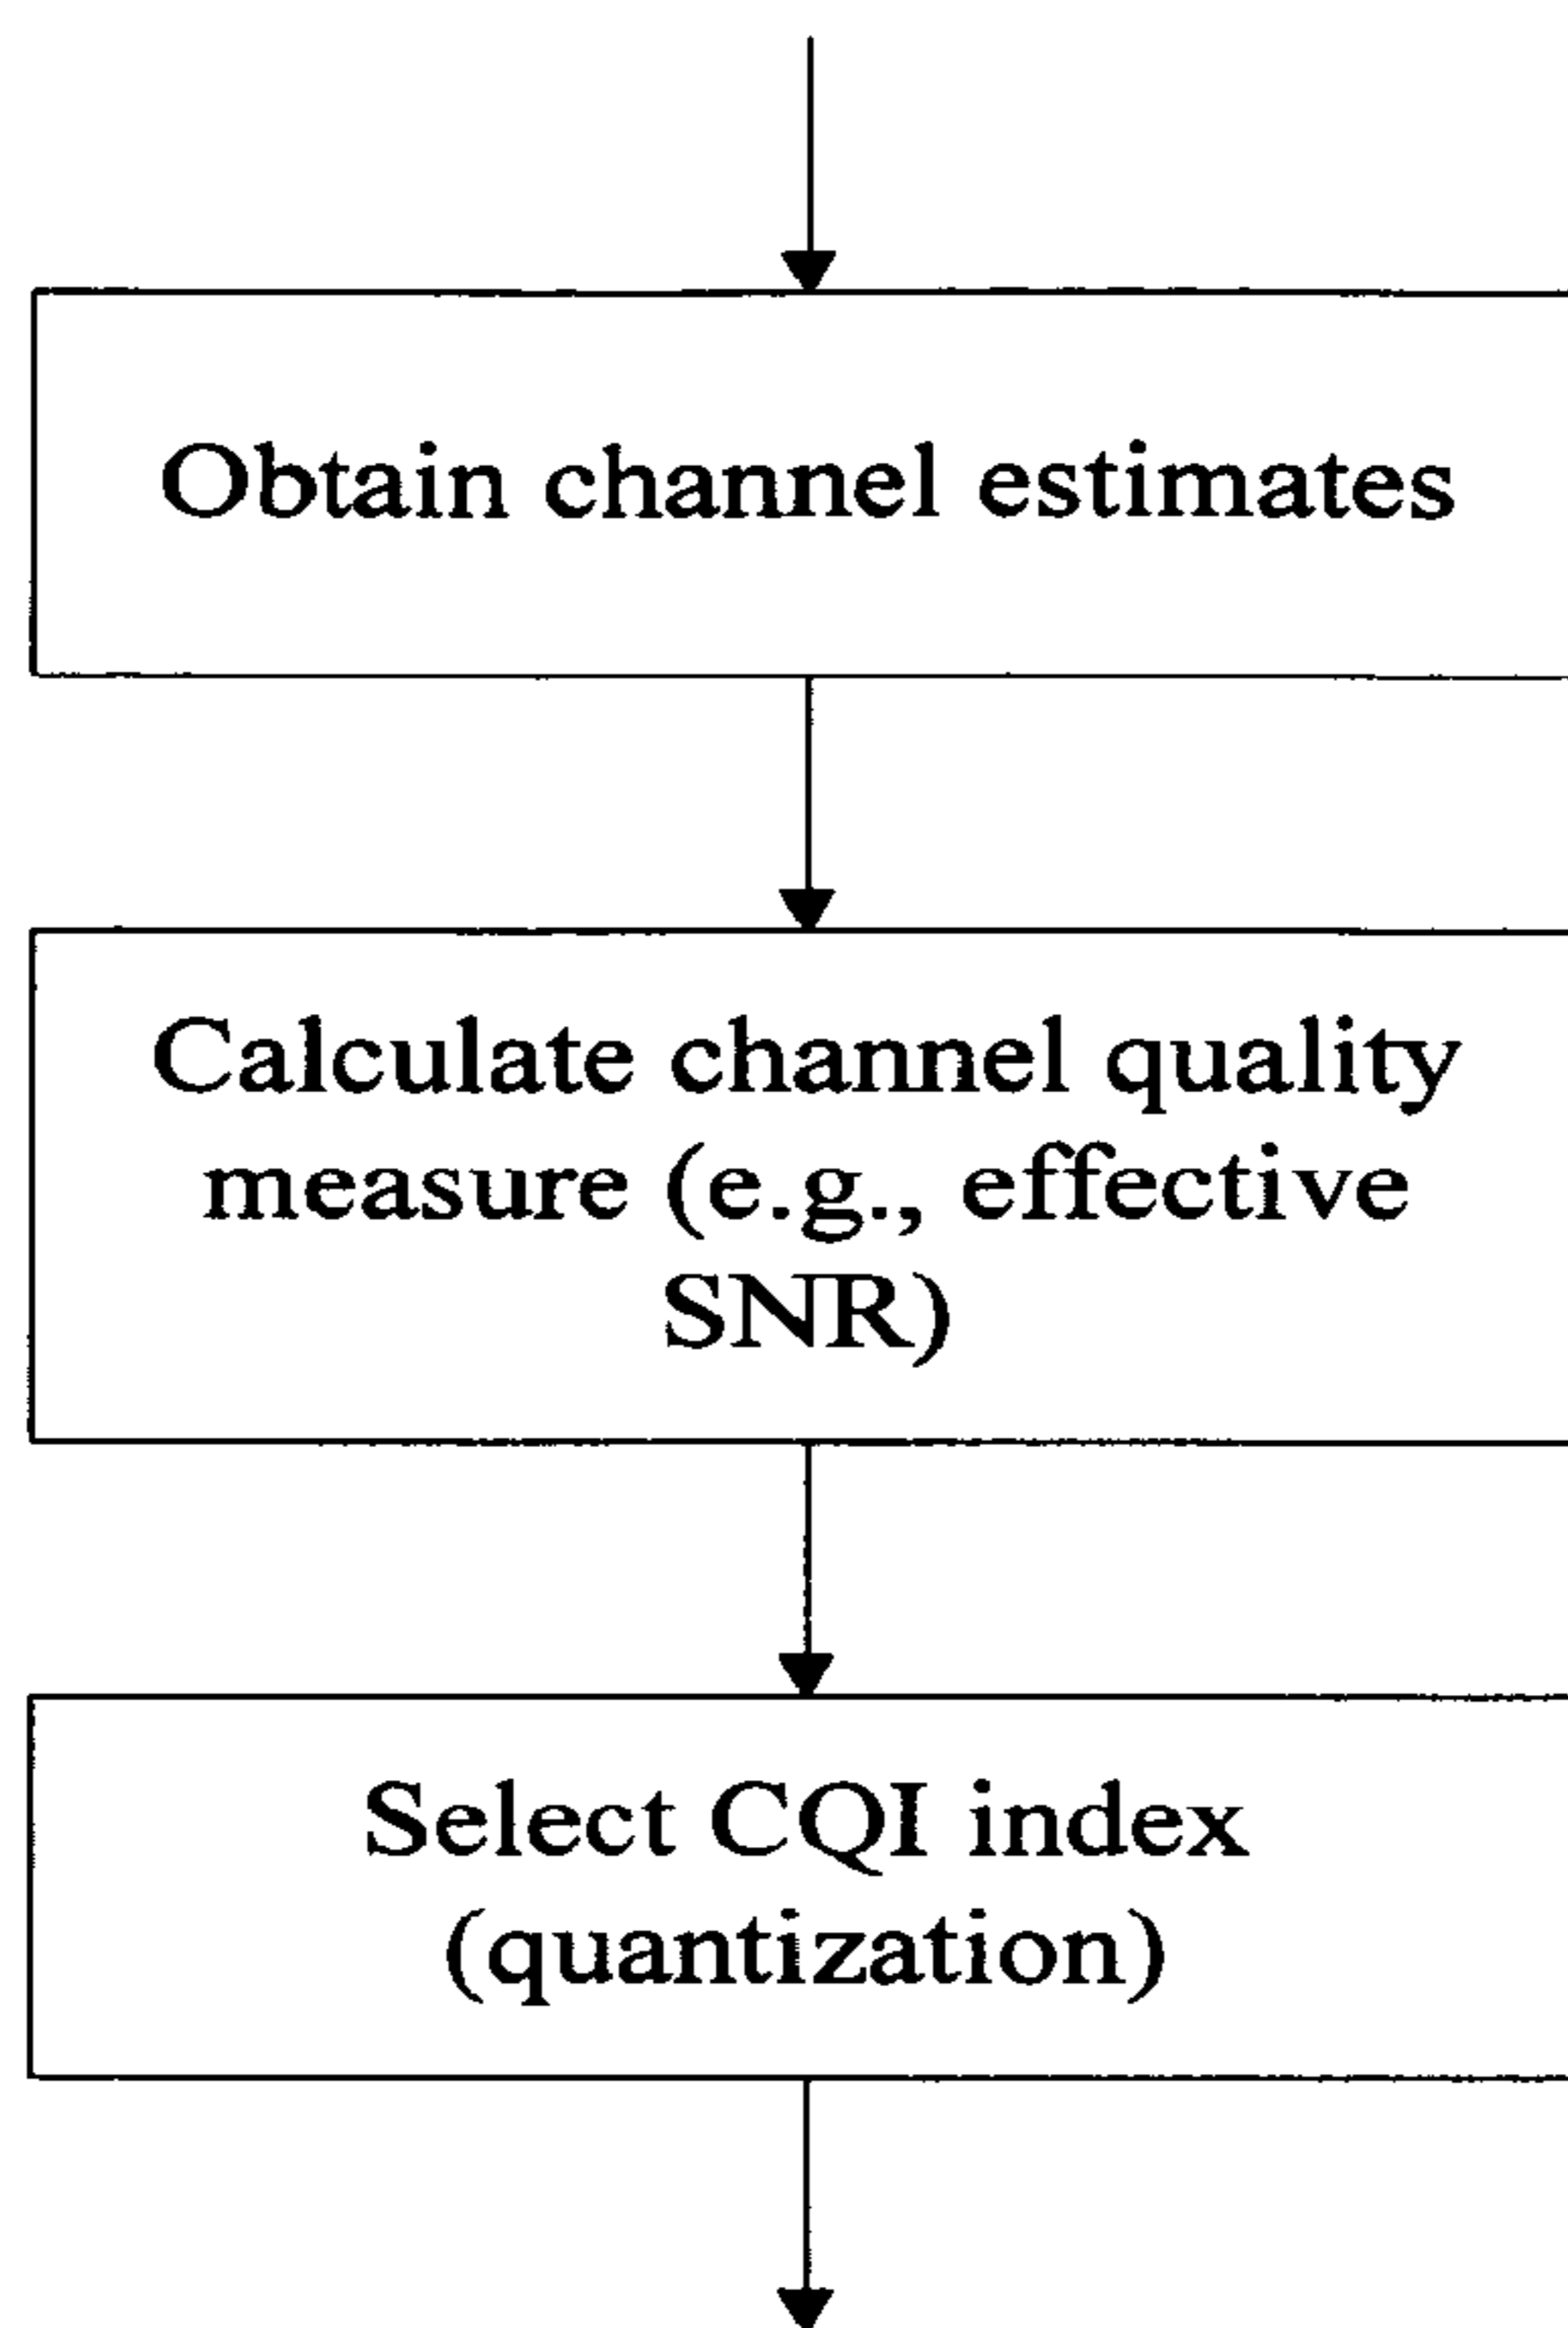 Obtain channel estimates
Calculate channel quality
measure (e.g., effective
SNR)
Select CQI index
(quantization)